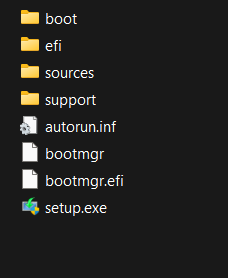 boot
efi
sources
support
autorun.inf
bootmgr
bootmgr.efi
setup.exe